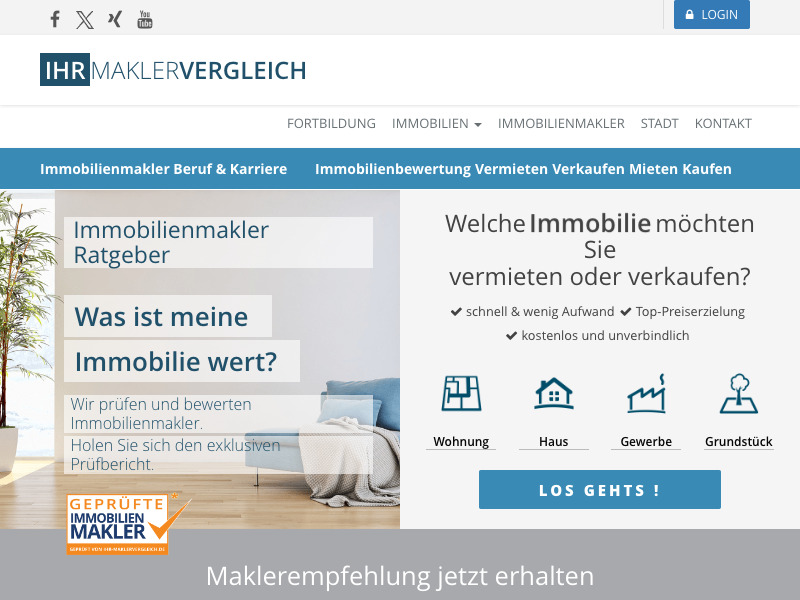 LOGIN
IHRMAKLERVERGLEICH
FORTBILDUNG IMMOBILIEN IMMOBILIENMAKLER STADT KONTAKT
Immobilienmakler Beruf & Karriere Immobilienbewertung Vermieten Verkaufen Mieten Kaufen
Immobilienmakler
Ratgeber
Was ist meine
Immobilie wert?
Wir prüfen und bewerten
Immobilienmakler.
Holen Sie sich den exklusiven
Prüfbericht.
GEPRÜFTE
IMMOBILIEN
MAKLER
GEPRÜFT VON IHR-MAKLERVERGLEICH.DE
Welche Immobilie möchten
Sie
vermieten oder verkaufen?
schnell & wenig Aufwand Top-Preiserzielung
kostenlos und unverbindlich
Wohnung Haus Gewerbe Grundstück
LOS GEHTS !
Maklerempfehlung jetzt erhalten